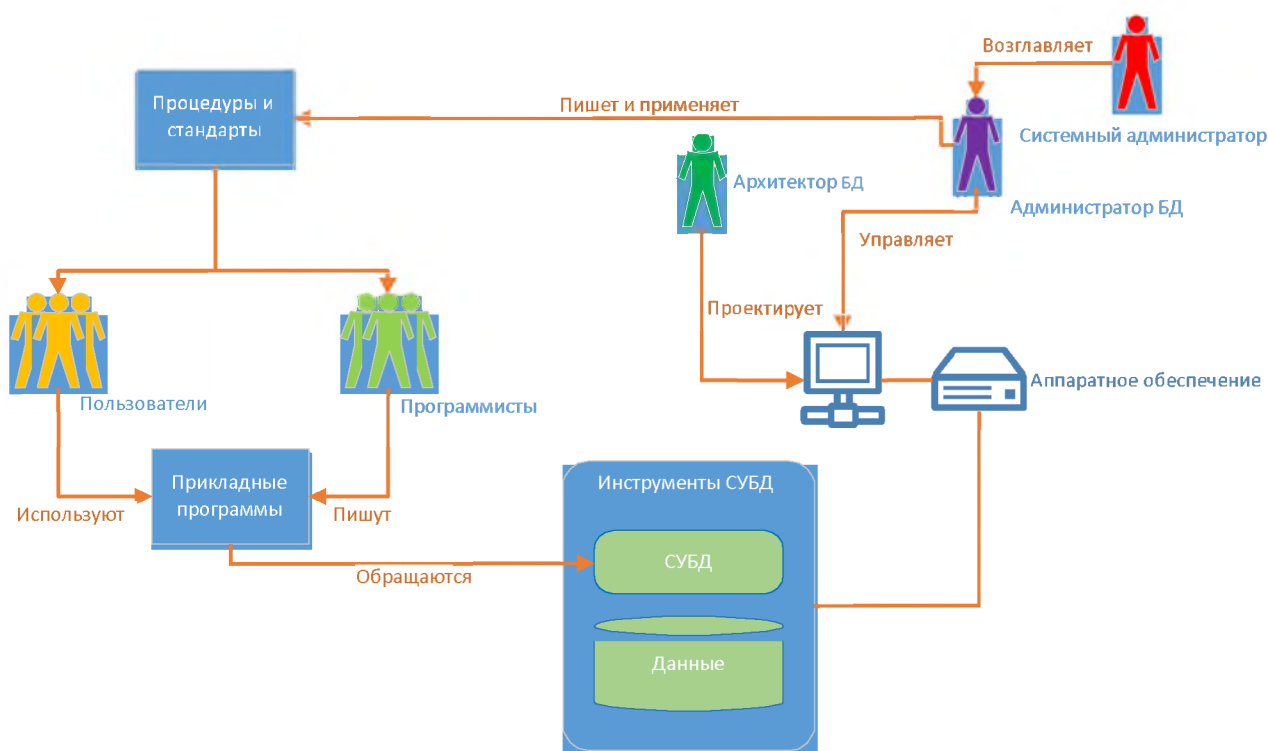 Возглавляет
Процедуры и
стандарты
Пишет и применяет
Системный администратор
Архитектор БД
Администратор БД
Управляет
Проектирует
Аппаратное обеспечение
Пользователи
Программисты
Прикладные
программы
Используют
Пишут
Инструменты СУБД
СУБД
Обращаются
Данные